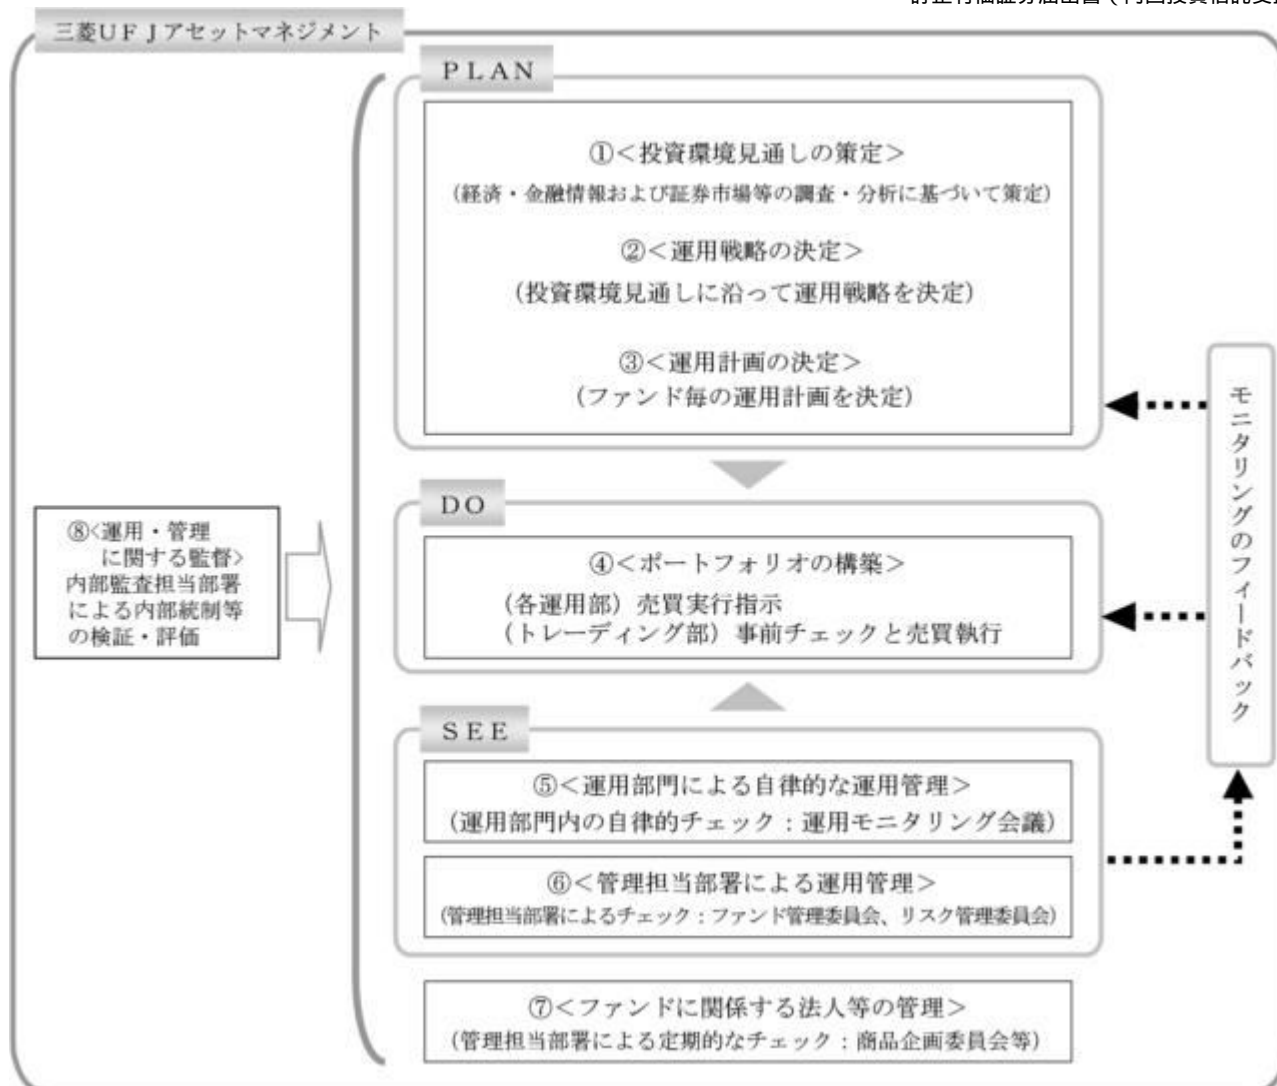 三菱UFJアセットマネジメント
PLAN
①<投資環境見通しの策定>
(経済・金融情報および証券市場等の調査・分析に基づいて策定)
②<運用戦略の決定>
(投資環境見通しに沿って運用戦略を決定)
③<運用計画の決定>
(ファンド毎の運用計画を決定)
DO
④<ポートフォリオの構築>
(各運用部)売買実行指示
(トレーディング部)事前チェックと売買執行
SEE
⑤<運用部門による自律的な運用管理>
(運用部門内の自律的チェック:運用モニタリング会議)
⑥<管理担当部署による運用管理>
(管理担当部署によるチェック:ファンド管理委員会、リスク管理委員会)
⑦<ファンドに関係する法人等の管理>
(管理担当部署による定期的なチェック:商品企画委員会等)
⑧<運用・管理
に関する監督>
内部監査担当部署
による内部統制等
の検証・評価
モニタリングのフィードバック